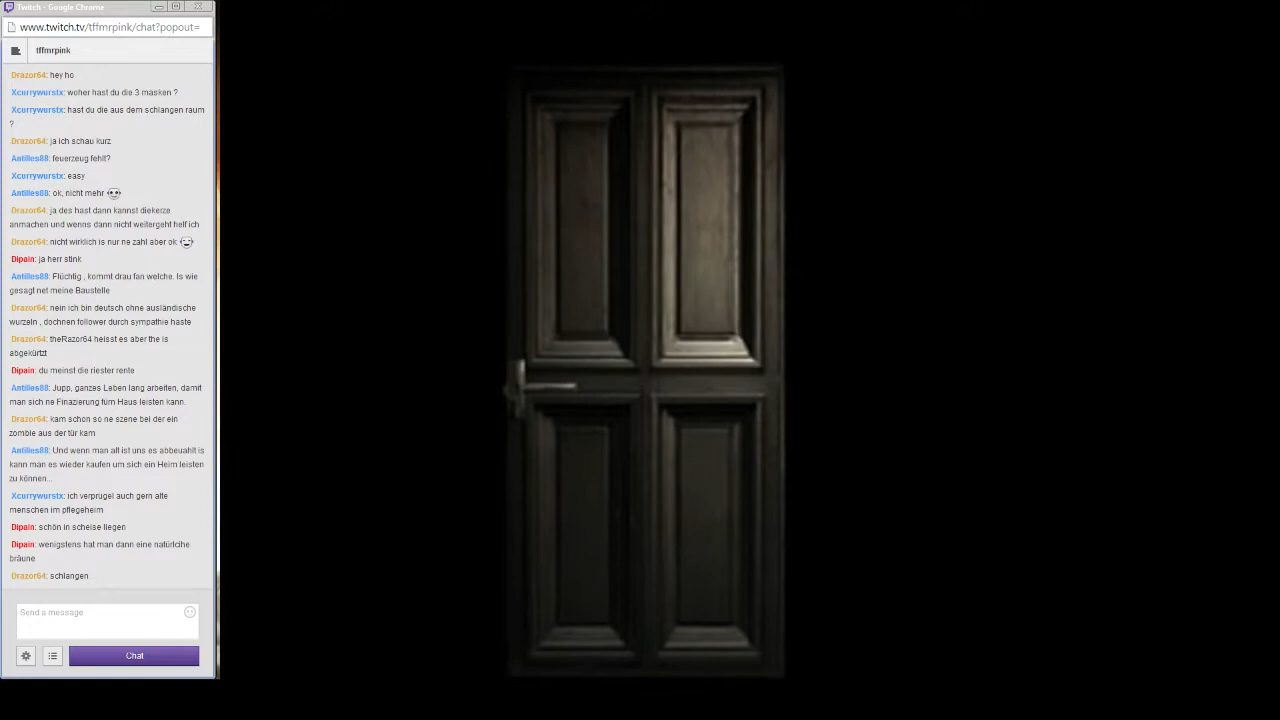 Twitch - Google Chrome
www.twitch.tv/tffmrpink/chat?popout=
tffmrpink
Drazor64: hey ho
Xcurrywurstx: woher hast du die 3 masken ?
Xcurrywurstx: hast du die aus dem schlangen raum
?
Drazor64: ja ich schau kurz
Antilles88: feuerzeug fehlt?
Xcurrywurstx: easy
Antilles88: ok, nicht mehr
Drazor64: ja des hast dann kannst diekerze
anmachen und wenns dann nicht weitergeht helf ich
Drazor64: nicht wirklich is nur ne zahl aber ok
Dipain: ja herr stink
Antilles88: Flüchtig , kommt drau fan welche. Is wie
gesagt net meine Baustelle
Drazor64: nein ich bin deutsch ohne ausländische
wurzeln , dochnen follower durch sympathie haste
Drazor64: theRazor64 heisst es aber the is
abgekürtzt
Dipain: du meinst die riester rente
Antilles88: Jupp, ganzes Leben lang arbeiten, damit
man sich ne Finazierung fürn Haus leisten kann.
Drazor64: kam schon so ne szene bei der ein
zombie aus der tür kam
Antilles88: Und wenn man alt ist uns es abbeuahlt is
kann man es wieder kaufen um sich ein Heim leisten
zu können...
Xcurrywurstx: ich verprügel auch gern alte
menschen im pflegeheim
Dipain: schön in scheise liegen
Dipain: wenigstens hat man dann eine natürlcihe
bräune
Drazor64: schlangen
Send a message
Chat